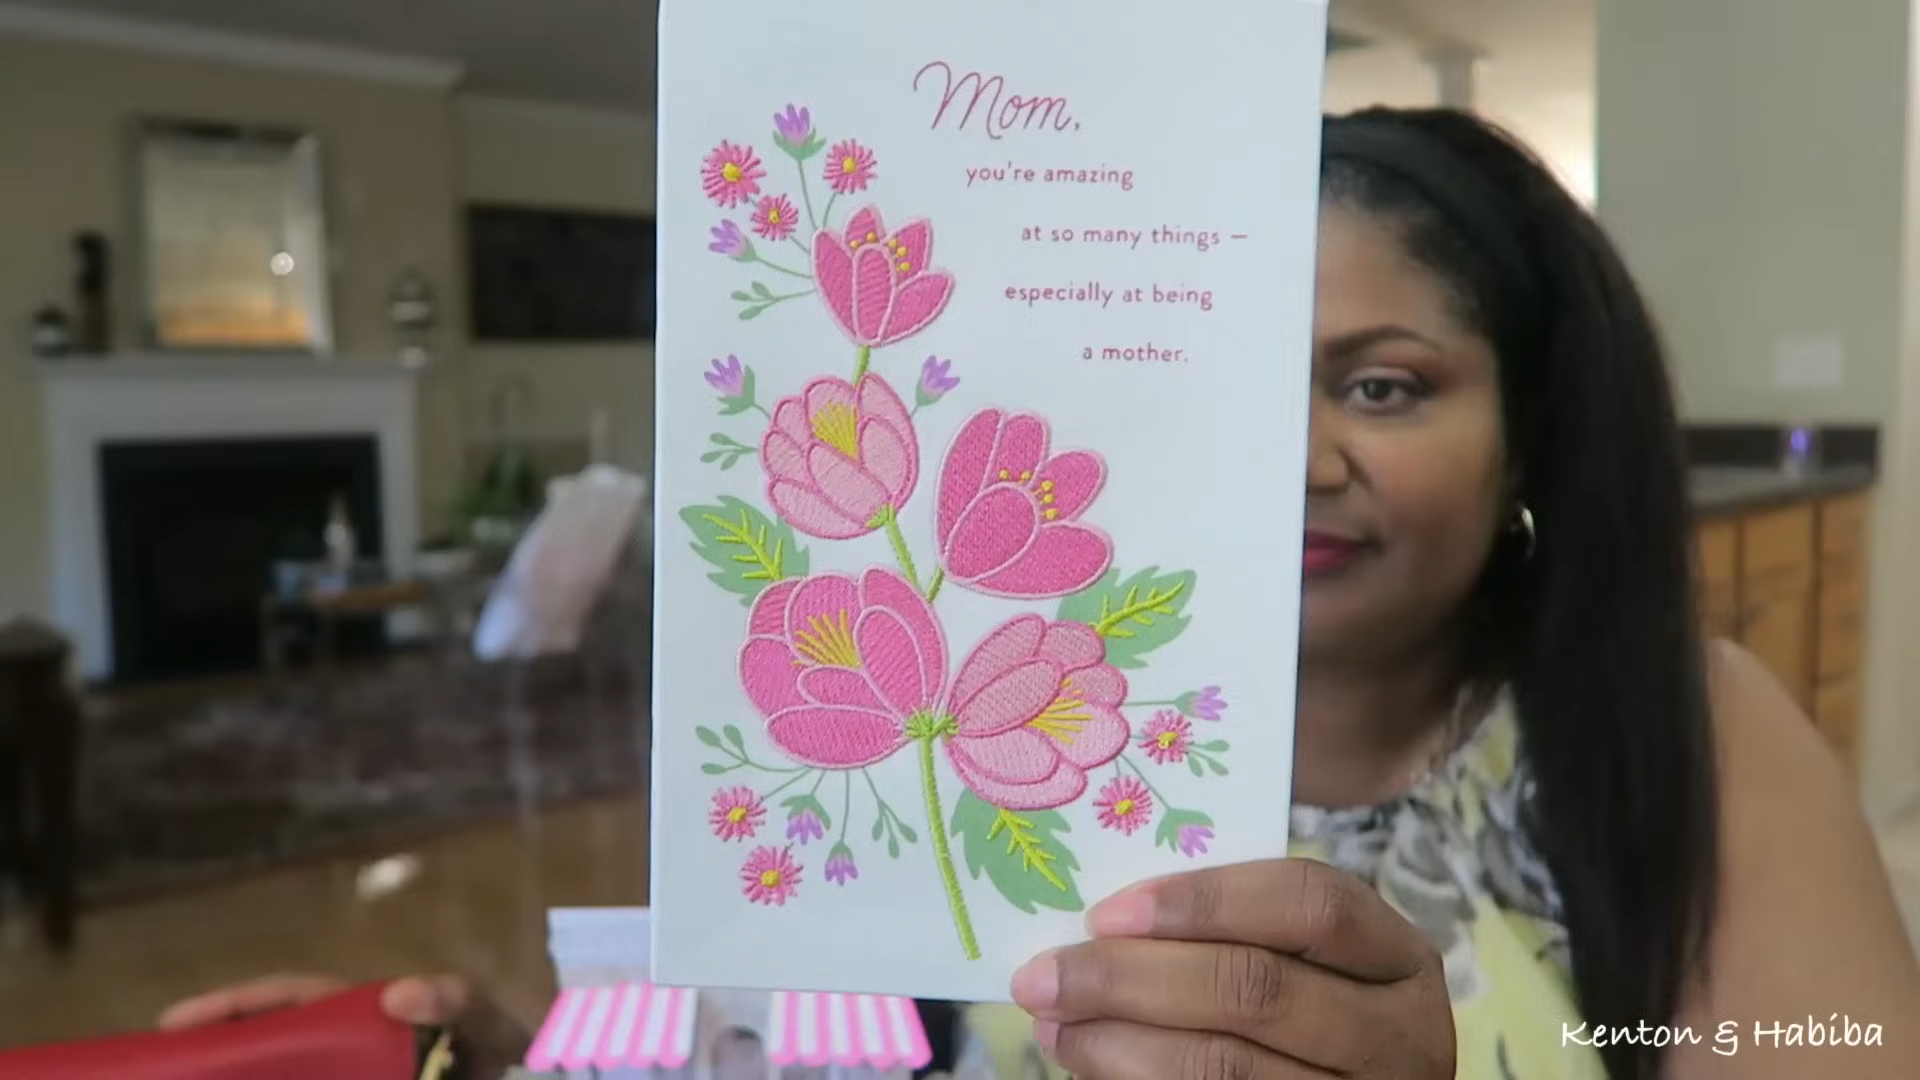 Mom,
you're amazing
at so many things —
especially at being
a mother.
Kenton & Habiba